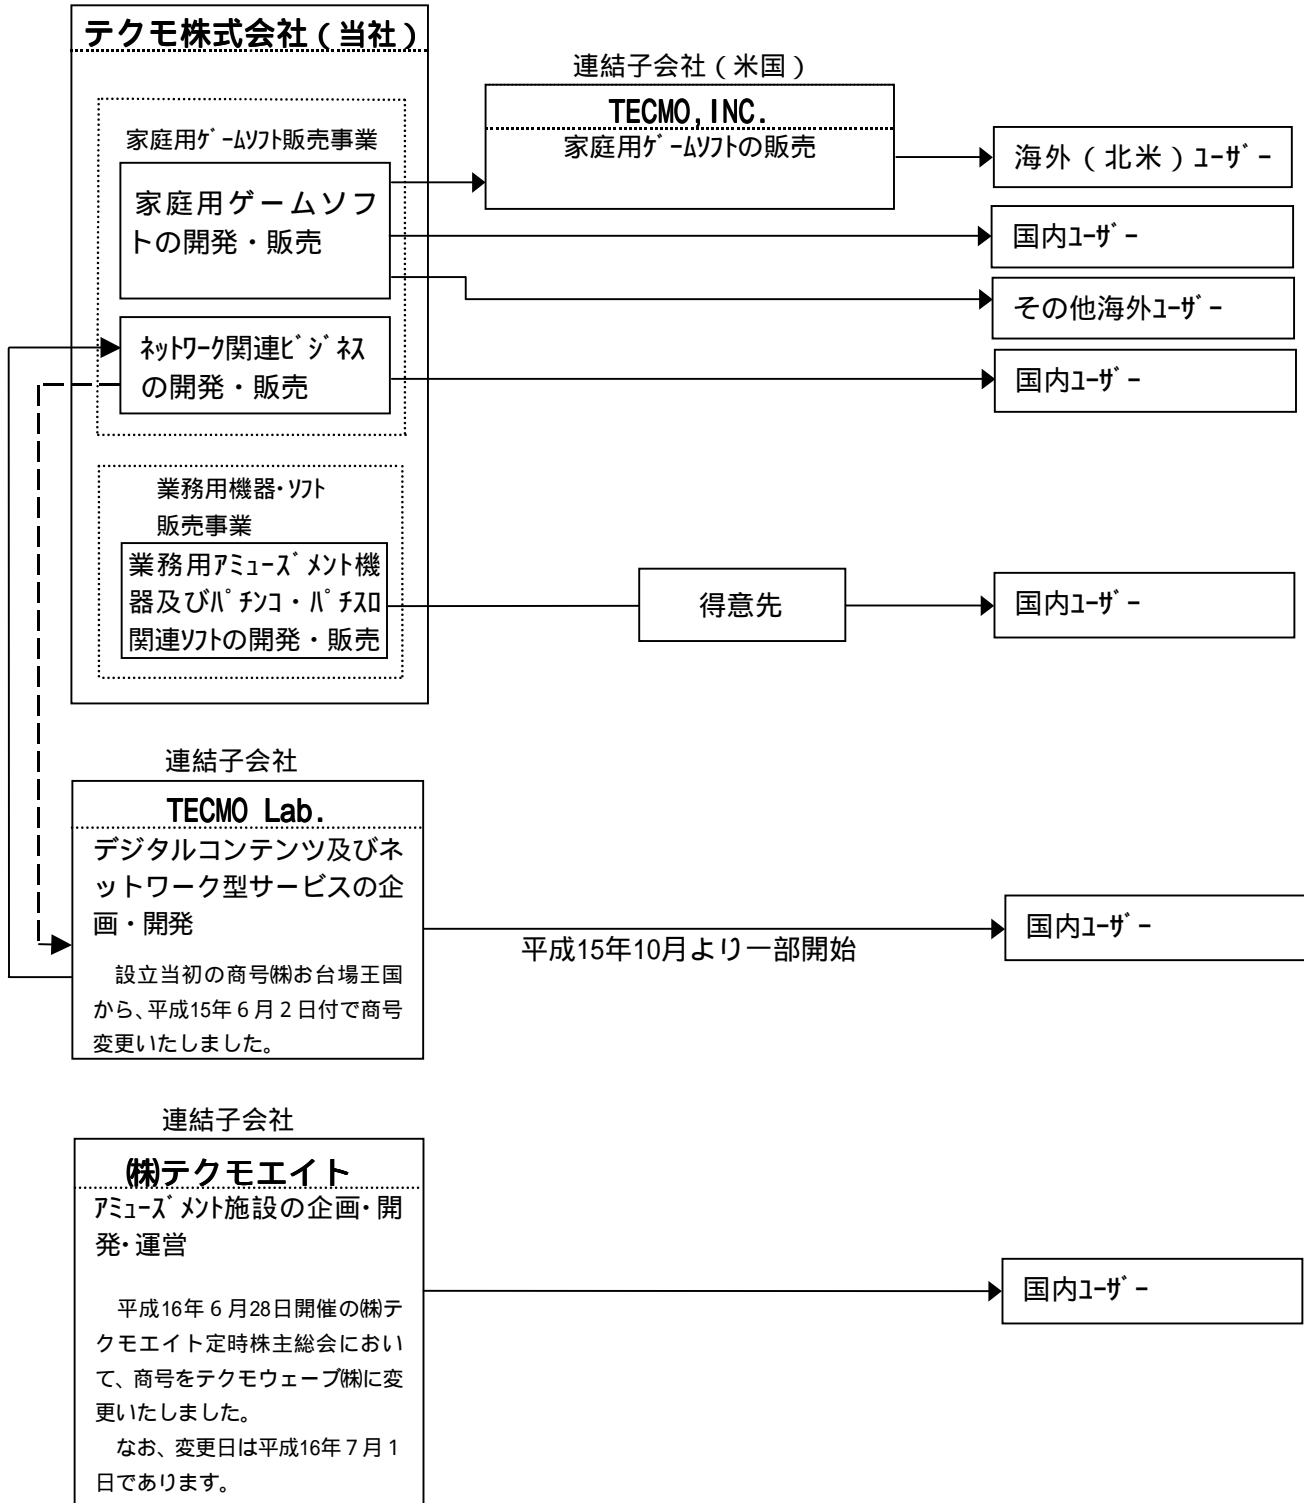 テクモ株式会社（当社）
連結子会社（米国）
TECMO,INC.
家庭用ｹﾞｰﾑｿﾌﾄの販売
海外（北米）ﾕｰｻﾞｰ
家庭用ｹﾞｰﾑｿﾌﾄ販売事業
家庭用ゲームソフ
トの開発・販売
国内ﾕｰｻﾞｰ
その他海外ﾕｰｻﾞｰ
ﾈｯﾄﾜｰｸ関連ﾋﾞｼﾞﾈｽ
の開発・販売
国内ﾕｰｻﾞｰ
業務用機器･ｿﾌﾄ
販売事業
業務用ｱﾐｭｰｽﾞﾒﾝﾄ機
器及びﾊﾟﾁﾝｺ・ﾊﾟﾁｽﾛ
関連ｿﾌﾄの開発・販売
得意先
国内ﾕｰｻﾞｰ
連結子会社
TECMO Lab.
デジタルコンテンツ及びネ
ットワーク型サービスの企
画・開発
設立当初の商号㈱お台場王国
から、平成15年６月２日付で商号
変更いたしました。
平成15年10月より一部開始
国内ﾕｰｻﾞｰ
連結子会社
㈱テクモエイト
ｱﾐｭｰｽﾞﾒﾝﾄ施設の企画･開
発･運営
平成16年６月28日開催の㈱テ
クモエイト定時株主総会におい
て、商号をテクモウェーブ㈱に変
更いたしました。
なお、変更日は平成16年７月１
日であります。
国内ﾕｰｻﾞｰ